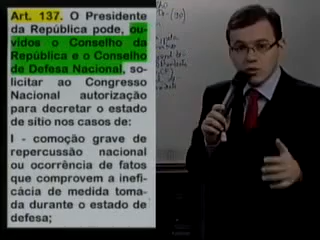 Art. 137. O Presidente
da República pode, ou-
vidos o Conselho da
República e o Conselho
de Defesa Nacional, so-
licitar ao Congresso
Nacional autorização
para decretar o estado
de sítio nos casos de:
I - comoção grave de
repercussão nacional
ou ocorrência de fatos
que comprovem a inefi-
cácia de medida toma-
da durante o estado de
defesa;